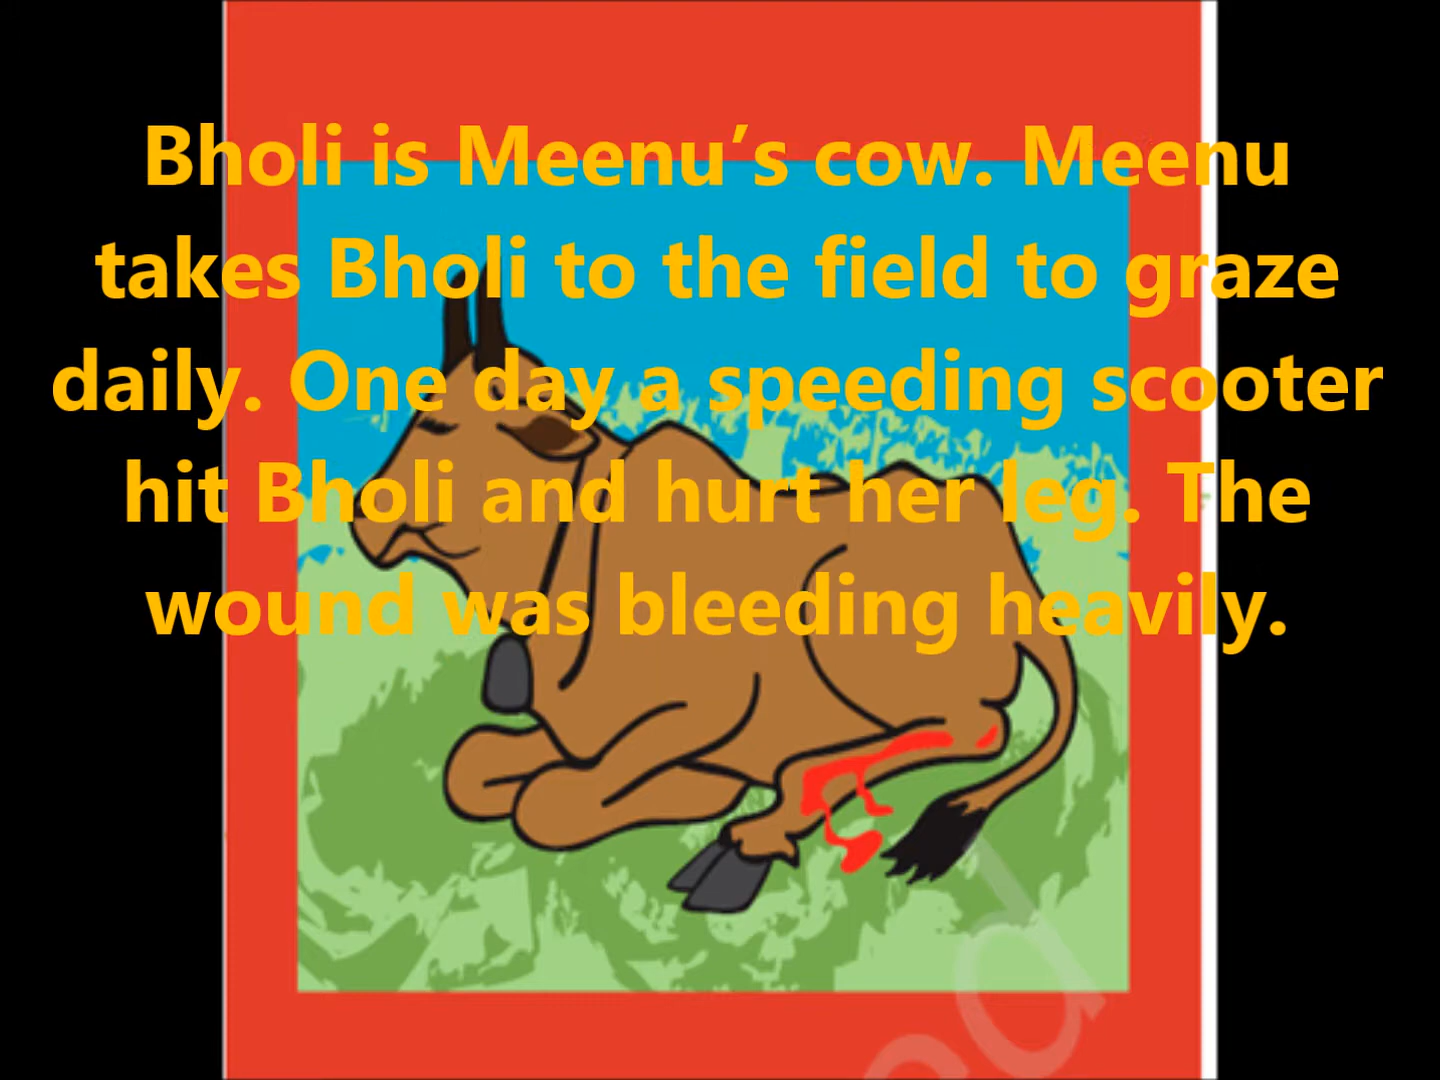 Bholi is Meenu’s cow. Meenu
takes Bholi to the field to graze
daily. One day a speeding scooter
hit Bholi and hurt her leg. The
wound was bleeding heavily.